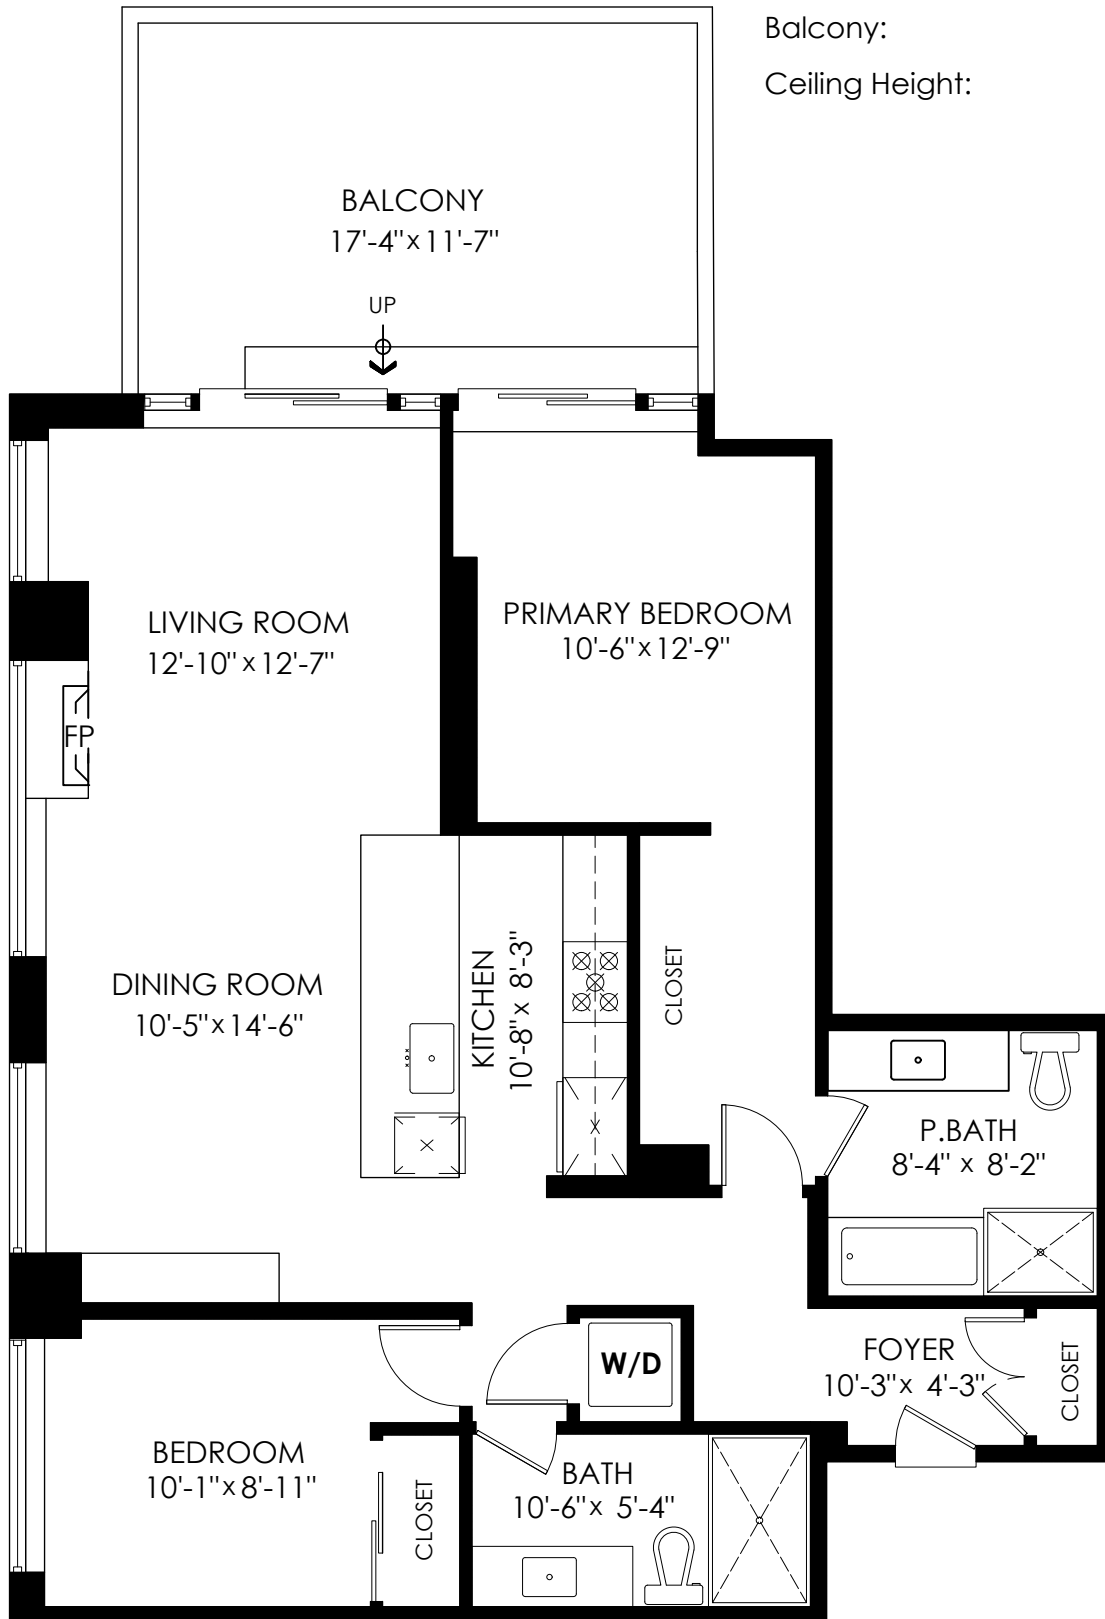 Balcony:
Ceiling Height:
BALCONY
17'-4"x11'-7"
UP
LIVING ROOM
12'-10"x12'-7"
PRIMARY BEDROOM
10'-6"x12'-9"
FP
DINING ROOM
10'-5"x14'-6"
KITCHEN
10'-8"x 8'-3"
CLOSET
P.BATH
8'-4" x 8'-2"
W/D
FOYER
10'-3"x 4'-3"
CLOSET
BEDROOM
10'-1"x8'-11"
CLOSET
BATH
10'-6"x 5'-4"